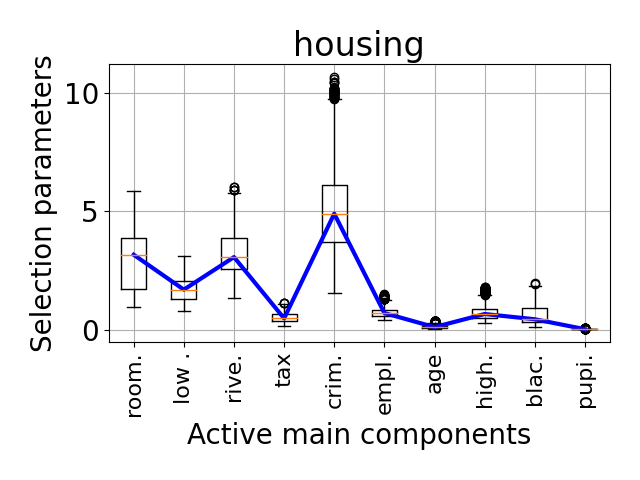 housing
Selection parameters
10
5
0
room.
low .
rive.
tax
crim.
empl.
age
high.
blac.
pupi.
Active main components